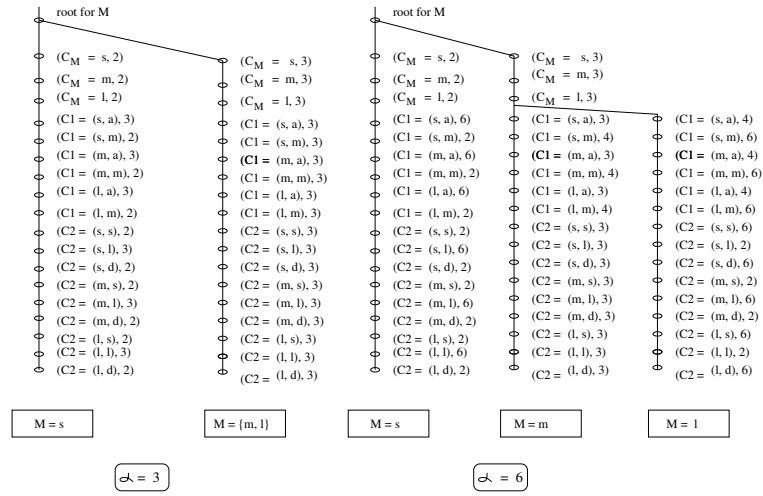 root for M
(C_M = s, 2)
(C_M = m, 2)
(C_M = l, 2)
(C1 = (s, a), 3)
(C1 = (s, m), 2)
(C1 = (m, a), 3)
(C1 = (m, m), 2)
(C1 = (l, a), 3)
(C1 = (l, m), 2)
(C2 = (s, s), 2)
(C2 = (s, l), 3)
(C2 = (s, d), 2)
(C2 = (m, s), 2)
(C2 = (m, l), 3)
(C2 = (m, d), 2)
(C2 = (l, s), 2)
(C2 = (l, l), 3)
(C2 = (l, d), 2)
M = s
(C_M = s, 3)
(C_M = m, 3)
(C_M = l, 3)
(C1 = (s, a), 3)
(C1 = (s, m), 3)
(C1 = (m, a), 3)
(C1 = (m, m), 3)
(C1 = (l, a), 3)
(C1 = (l, m), 3)
(C2 = (s, s), 3)
(C2 = (s, l), 3)
(C2 = (s, d), 3)
(C2 = (m, s), 3)
(C2 = (m, l), 3)
(C2 = (m, d), 3)
(C2 = (l, s), 3)
(C2 = (l, l), 3)
(C2 = (l, d), 3)
M = {m, l}
α = 3
root for M
(C_M = s, 2)
(C_M = m, 2)
(C_M = l, 2)
(C1 = (s, a), 6)
(C1 = (s, m), 2)
(C1 = (m, a), 6)
(C1 = (m, m), 2)
(C1 = (l, a), 6)
(C1 = (l, m), 2)
(C2 = (s, s), 2)
(C2 = (s, l), 6)
(C2 = (s, d), 2)
(C2 = (m, s), 2)
(C2 = (m, l), 6)
(C2 = (m, d), 2)
(C2 = (l, s), 2)
(C2 = (l, l), 6)
(C2 = (l, d), 2)
M = s
(C_M = s, 3)
(C_M = m, 3)
(C_M = l, 3)
(C1 = (s, a), 3)
(C1 = (s, m), 4)
(C1 = (m, a), 3)
(C1 = (m, m), 4)
(C1 = (l, a), 3)
(C1 = (l, m), 4)
(C2 = (s, s), 3)
(C2 = (s, l), 3)
(C2 = (s, d), 3)
(C2 = (m, s), 3)
(C2 = (m, l), 3)
(C2 = (m, d), 3)
(C2 = (l, s), 3)
(C2 = (l, l), 3)
(C2 = (l, d), 3)
M = m
(C1 = (s, a), 4)
(C1 = (s, m), 6)
(C1 = (m, a), 4)
(C1 = (m, m), 6)
(C1 = (l, a), 4)
(C1 = (l, m), 6)
(C2 = (s, s), 6)
(C2 = (s, l), 2)
(C2 = (s, d), 6)
(C2 = (m, s), 2)
(C2 = (m, l), 6)
(C2 = (m, d), 2)
(C2 = (l, s), 6)
(C2 = (l, l), 2)
(C2 = (l, d), 6)
M = l
α = 6